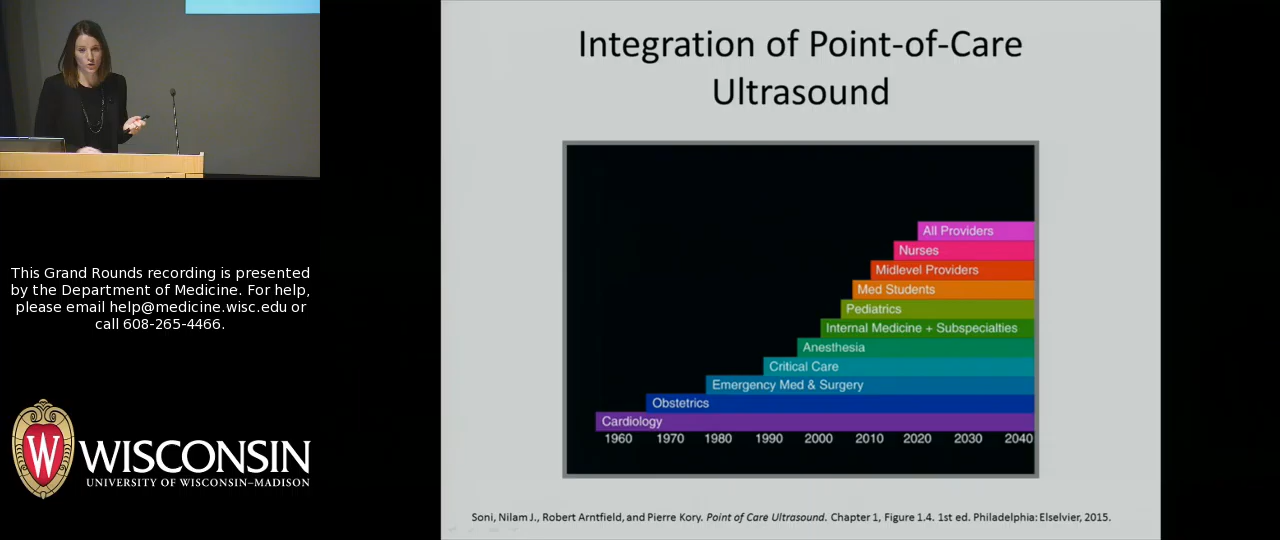 Integration of Point-of-Care
Ultrasound
All Providers
Nurses
Midlevel Providers
Med Students
Pediatrics
Internal Medicine + Subspecialties
Anesthesia
Critical Care
Emergency Med & Surgery
Obstetrics
Cardiology
1960 1970 1980 1990 2000 2010 2020 2030 2040
Soni, Nilam J., Robert Arntfield, and Pierre Kory. Point of Care Ultrasound. Chapter 1, Figure 1.4. 1st ed. Philadelphia: Elselvier, 2015.
This Grand Rounds recording is presented
by the Department of Medicine. For help,
please email help@medicine.wisc.edu or
call 608-265-4466.
W
WISCONSIN
UNIVERSITY OF WISCONSIN–MADISON